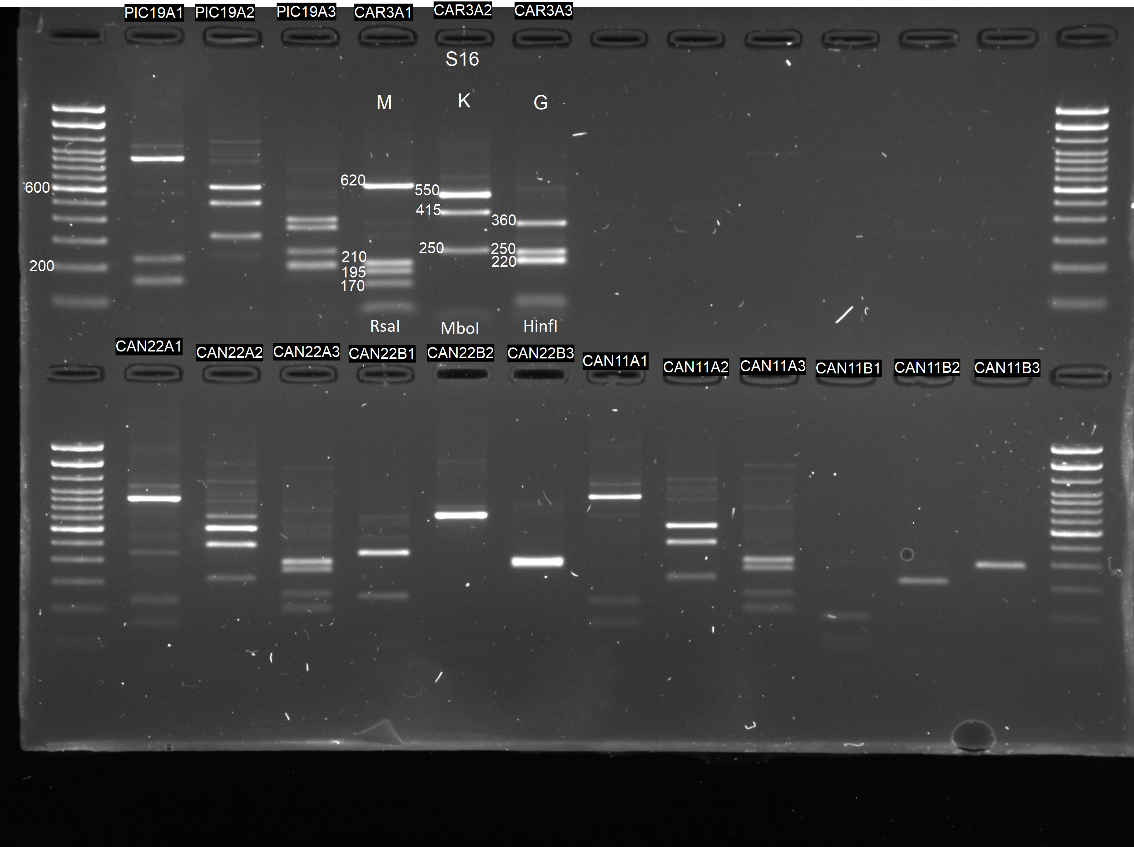 PIC19A1 PIC19A2 PIC19A3 CAR3A1 CAR3A2 CAR3A3
S16
M K G
600 620 550
415
360
210 250 250
200 195 220
170
RsaI MboI HinfI
CAN22A1 CAN22A2 CAN22A3 CAN22B1 CAN22B2 CAN22B3 CAN11A1 CAN11A2 CAN11A3 CAN11B1 CAN11B2 CAN11B3